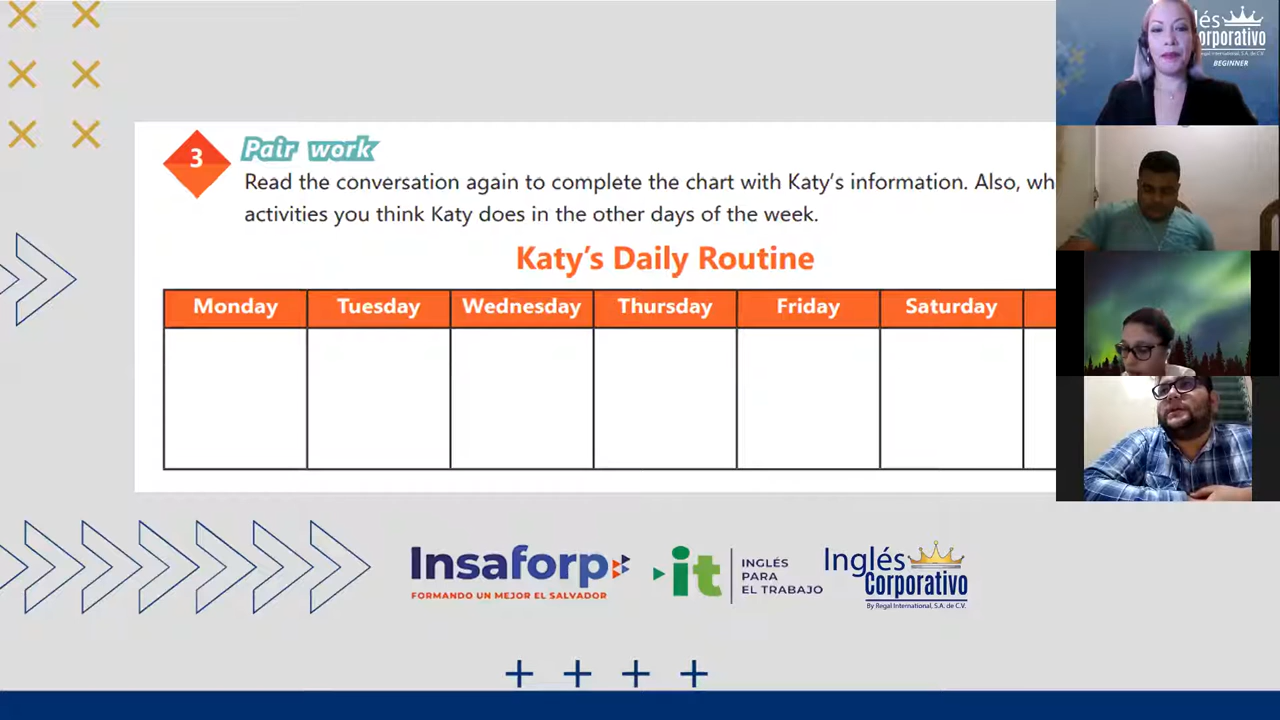 3
Pair work
Read the conversation again to complete the chart with Katy's information. Also, wh
activities you think Katy does in the other days of the week.
Katy's Daily Routine
Monday Tuesday Wednesday Thursday Friday Saturday
Insaforp
FORMANDO UN MEJOR EL SALVADOR
it
INGLÉS
PARA
EL TRABAJO
Inglés
Corporativo
By Regal International, S.A. de C.V.
lés
orporativo
Regal International, S.A. de C.V.
BEGINNER